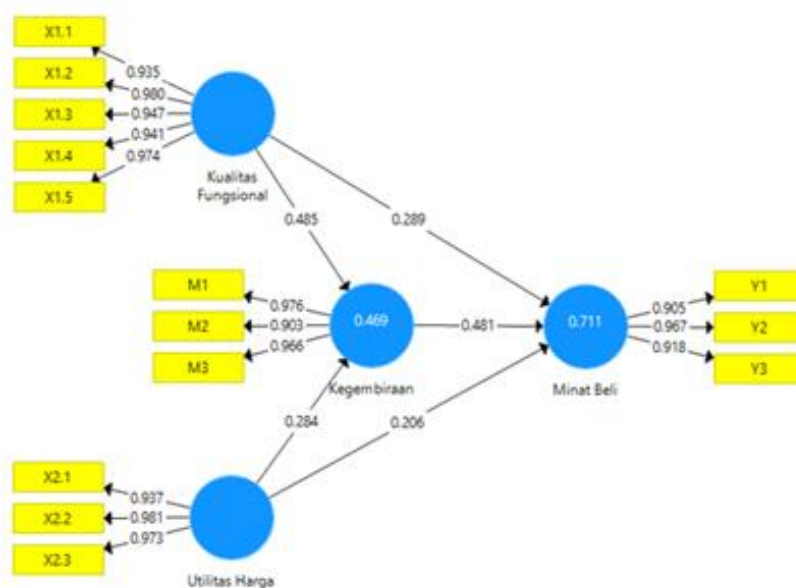 X1.1
X1.2
X1.3
X1.4
X1.5
0.935
0.980
0.947
0.941
0.974
Kualitas
Fungsional
0.485
0.289
M1
M2
M3
0.976
0.903
0.966
0.469
Kegembiraan
0.481
0.711
Minat Beli
0.905
0.967
0.918
Y1
Y2
Y3
0.284
0.206
X2.1
X2.2
X2.3
0.937
0.981
0.973
Utilitas Harga